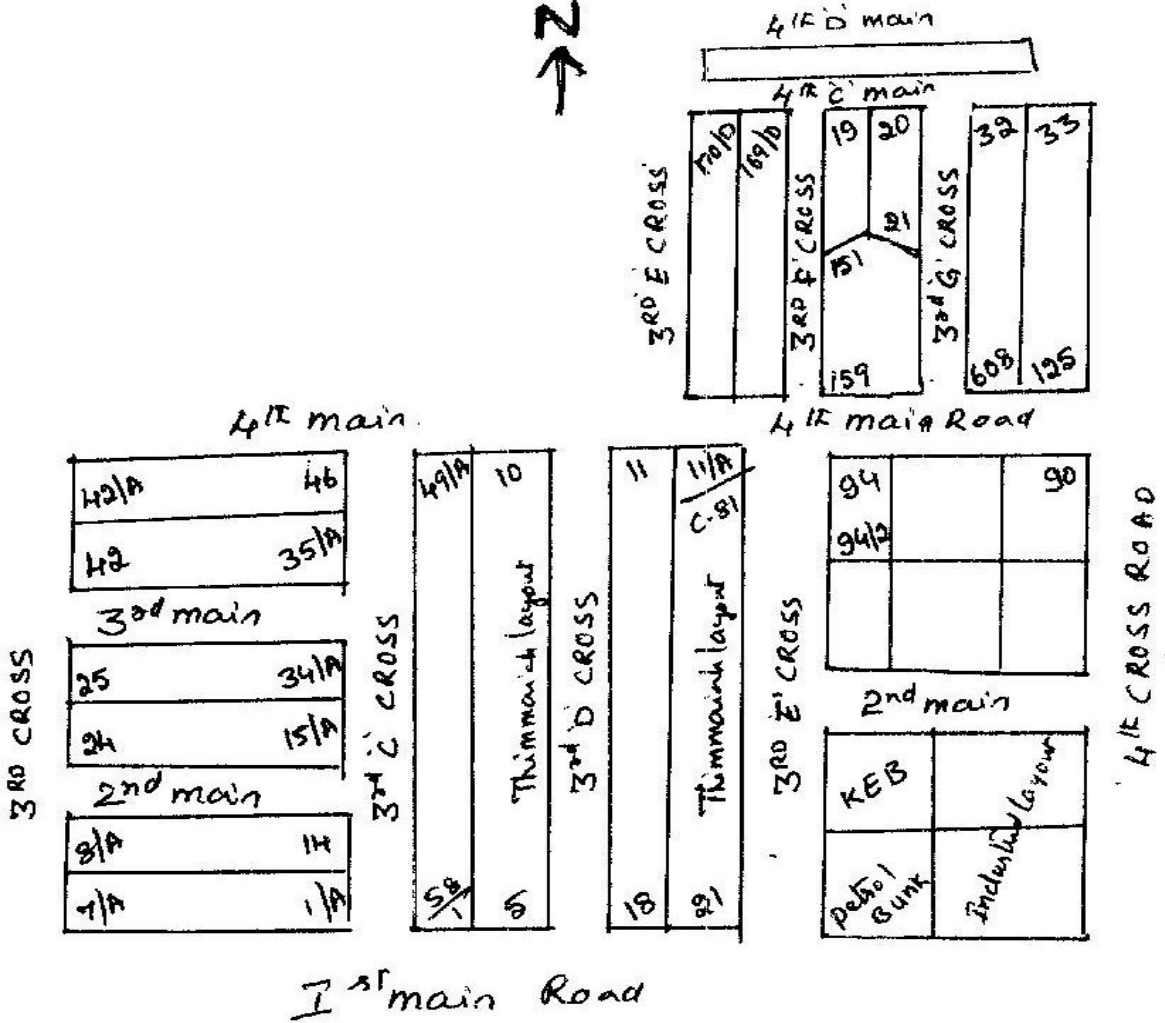 N
4th 'D' main
4th 'C' main
170/D 169/D
19 20
32 33
21
151
159
608 125
3RD 'E' CROSS
3RD 'F' CROSS
3rd 'G' CROSS
4th main
4th main Road
42/A 46
42 35/A
3rd main
25 34/A
24 15/A
2nd main
8/A 14
7/A 1/A
3RD CROSS
3rd 'C' CROSS
49/A 10
Thimmaiah layout
58/1 5
3rd 'D' CROSS
11 11/A
C-81
Thimmaiah layout
18 21
3RD 'E' CROSS
94 90
94/2
2nd main
KEB
Petrol Bunk
Industrial layout
4th CROSS ROAD
Ist main Road